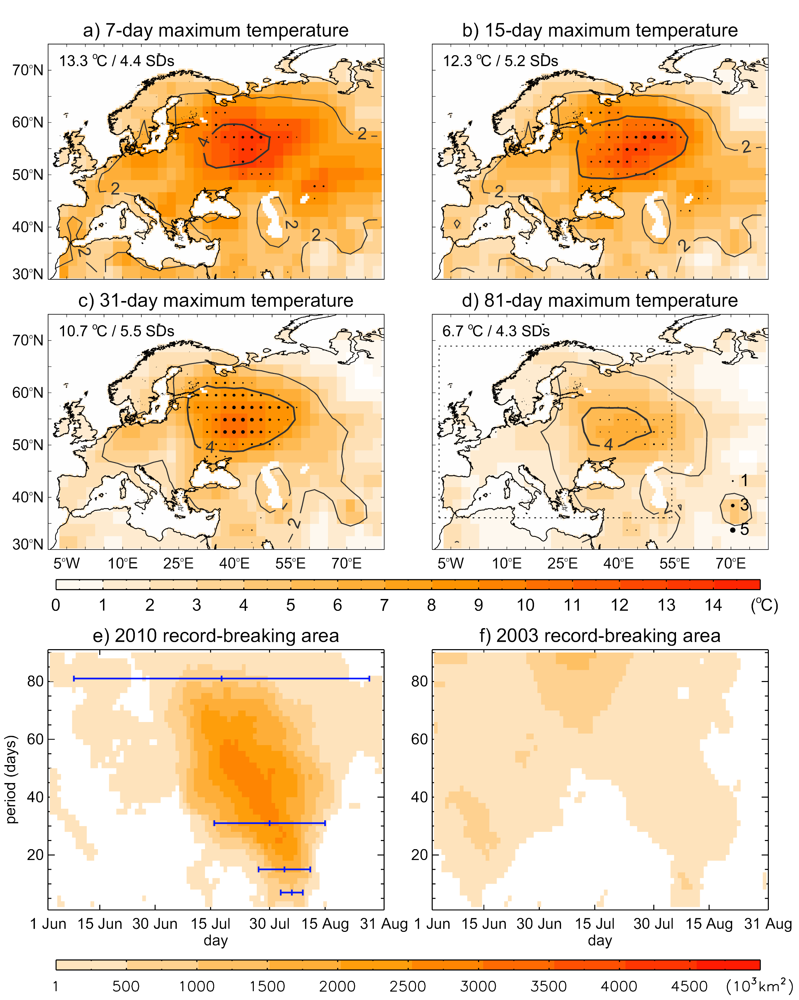 a) 7-day maximum temperature
b) 15-day maximum temperature
13.3 °C / 4.4 SDs
12.3 °C / 5.2 SDs
70°N
60°N
50°N
40°N
30°N
4
2
2
2
2
2
4
2
2
2
c) 31-day maximum temperature
d) 81-day maximum temperature
10.7 °C / 5.5 SDs
6.7 °C / 4.3 SDs
70°N
60°N
50°N
40°N
30°N
4
2
4
2
1
3
5
5°W 10°E 25°E 40°E 55°E 70°E
5°W 10°E 25°E 40°E 55°E 70°E
0 1 2 3 4 5 6 7 8 9 10 11 12 13 14 (°C)
e) 2010 record-breaking area
f) 2003 record-breaking area
period (days)
80
60
40
20
80
60
40
20
1 Jun 15 Jun 30 Jun 15 Jul 30 Jul 15 Aug 31 Aug
1 Jun 15 Jun 30 Jun 15 Jul 30 Jul 15 Aug 31 Aug
day
day
1 500 1000 1500 2000 2500 3000 3500 4000 4500 (10³km²)